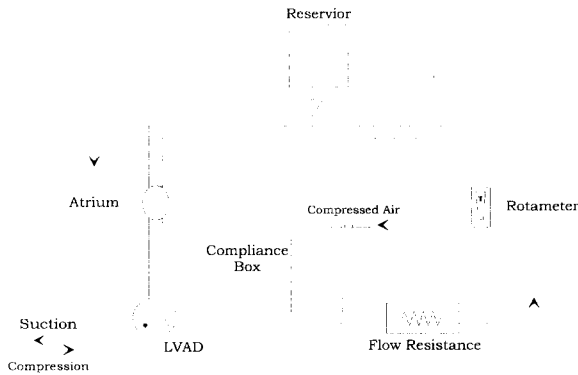 Reservior
Atrium
Compressed Air
Rotameter
Compliance
Box
Suction
Compression
LVAD
Flow Resistance